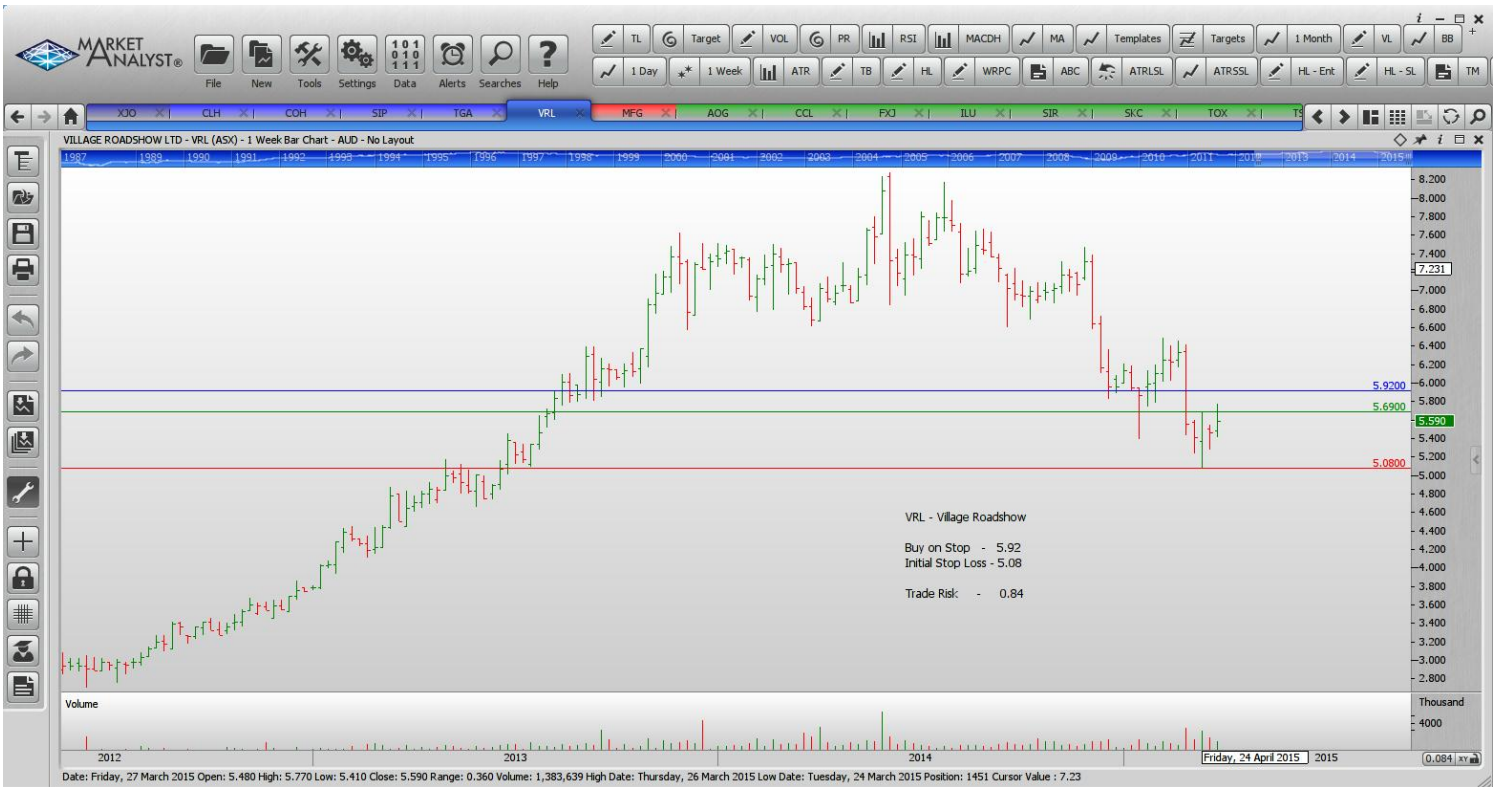 MARKET ANALYST®
File New Tools Settings Data Alerts Searches Help
TL Target VOL PR RSI MACDH MA Templates Targets 1 Month VL BB
1 Day 1 Week ATR TB HL WRPC ABC ATRLSL ATRSSL HL - Ent HL - SL TM
XJO CLH COH SIP TGA VRL MFG AOG CCL FXJ ILU SIR SKC TOX
VILLAGE ROADSHOW LTD - VRL (ASX) - 1 Week Bar Chart - AUD - No Layout
1987 1989 1990 1991 1992 1993 1994 1995 1996 1997 1998 1999 2000 2001 2002 2003 2004 2005 2006 2007 2008 2009 2010 2011 2012 2013 2014 2015
8.200
8.000
7.800
7.600
7.400
7.231
7.000
6.800
6.600
6.400
6.200
5.9200
6.000
5.800
5.6900
5.590
5.400
5.200
5.0800
5.000
4.800
4.600
4.400
4.200
4.000
3.800
3.600
3.400
3.200
3.000
2.800
VRL - Village Roadshow
Buy on Stop - 5.92
Initial Stop Loss - 5.08
Trade Risk - 0.84
Volume
Thousand
4000
2012 2013 2014 Friday, 24 April 2015 2015
0.084 XY
Date: Friday, 27 March 2015 Open: 5.480 High: 5.770 Low: 5.410 Close: 5.590 Range: 0.360 Volume: 1,383,639 High Date: Thursday, 26 March 2015 Low Date: Tuesday, 24 March 2015 Position: 1451 Cursor Value : 7.23